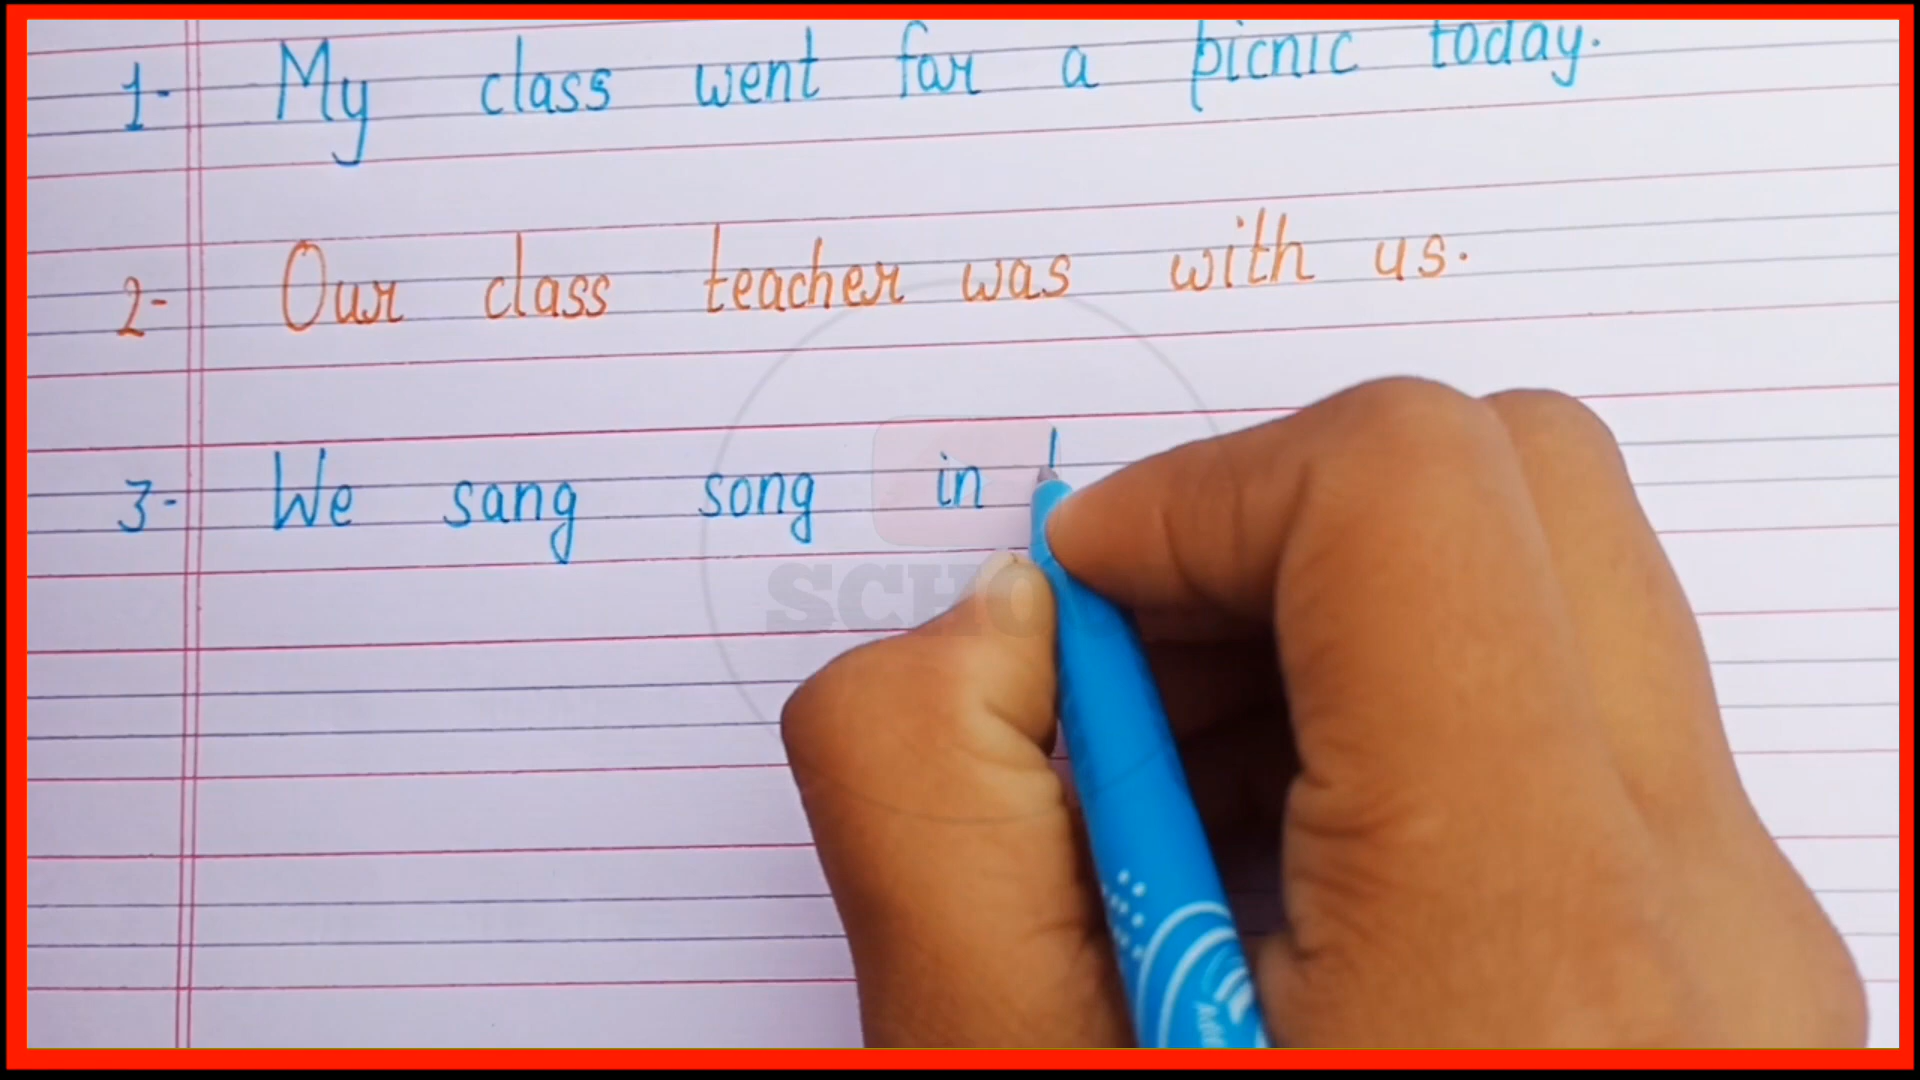 1- My class went for a picnic today.
2- Our class teacher was with us.
3- We sang song in
SCHO